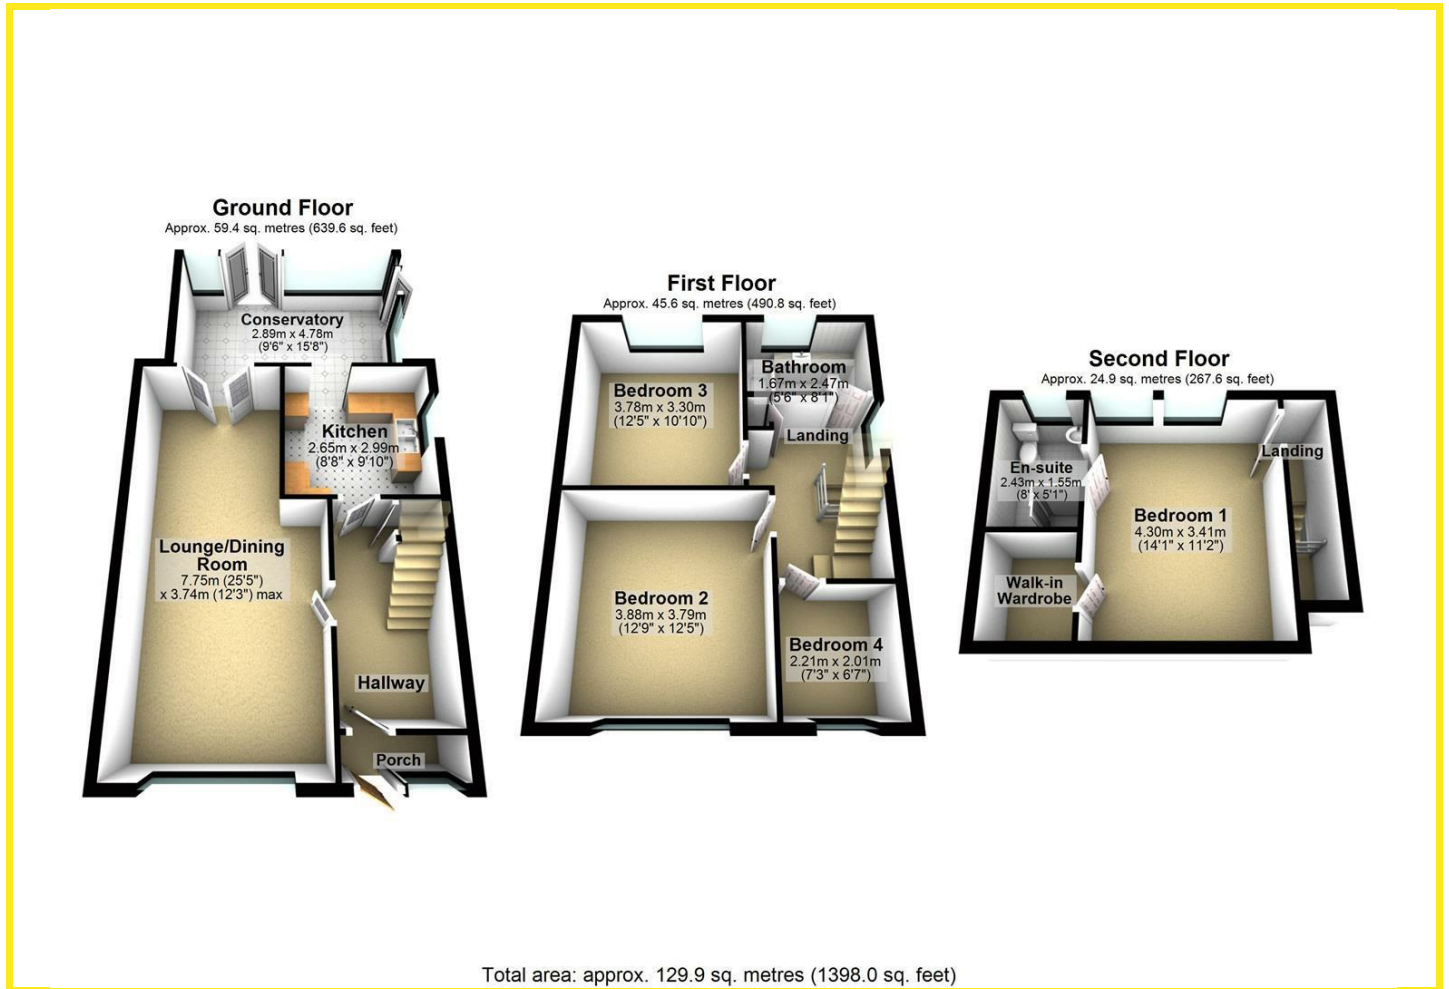 Ground Floor
Approx. 59.4 sq. metres (639.6 sq. feet)
Conservatory
2.89m x 4.78m
(9'6" x 15'8")
Kitchen
2.65m x 2.99m
(8'8" x 9'10")
Lounge/Dining
Room
7.75m (25'5")
x 3.74m (12'3") max
Hallway
Porch
First Floor
Approx. 45.6 sq. metres (490.8 sq. feet)
Bedroom 3
3.78m x 3.30m
(12'5" x 10'10")
Bathroom
1.67m x 2.47m
(5'6" x 8'1")
Landing
Bedroom 2
3.88m x 3.79m
(12'9" x 12'5")
Bedroom 4
2.21m x 2.01m
(7'3" x 6'7")
Second Floor
Approx. 24.9 sq. metres (267.6 sq. feet)
Landing
En-suite
2.43m x 1.55m
(8' x 5'1")
Bedroom 1
4.30m x 3.41m
(14'1" x 11'2")
Walk-in
Wardrobe
Total area: approx. 129.9 sq. metres (1398.0 sq. feet)